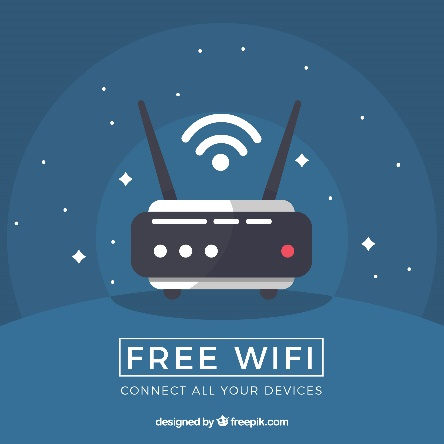 FREE WIFI
CONNECT ALL YOUR DEVICES
designed by freepik.com